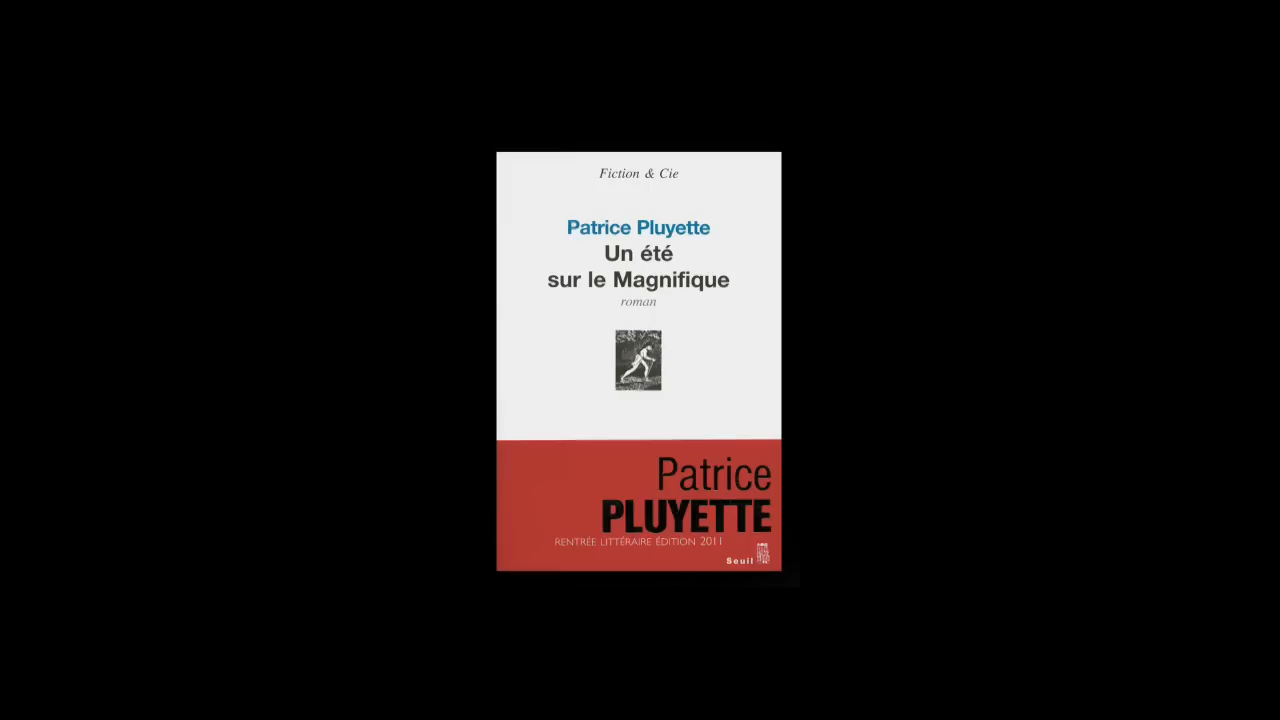 Fiction & Cie
Patrice Pluyette
Un été
sur le Magnifique
roman
Patrice
PLUYETTE
RENTRÉE LITTÉRAIRE ÉDITION 2011
Seuil